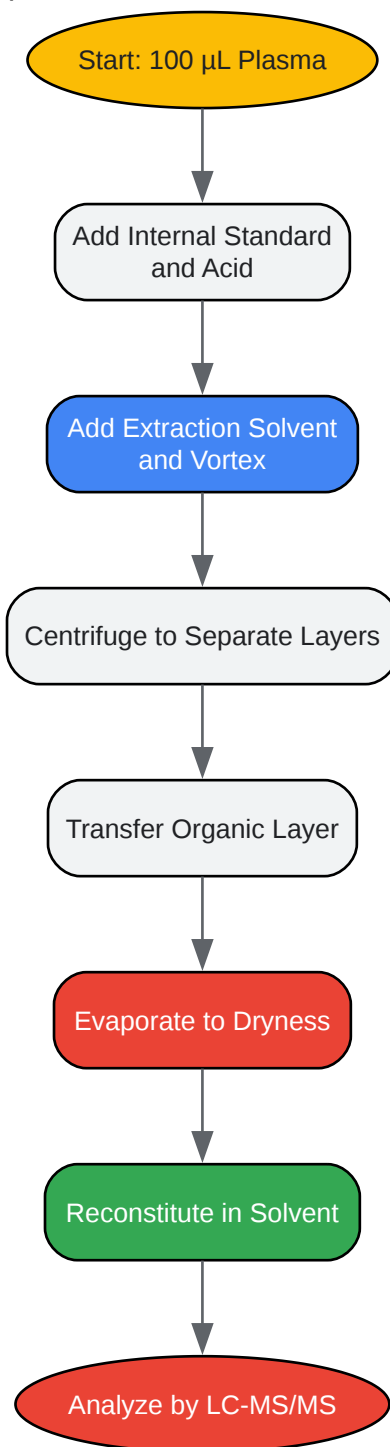 Start: 100 µL Plasma
Add Internal Standard
and Acid
Add Extraction Solvent
and Vortex
Centrifuge to Separate Layers
Transfer Organic Layer
Evaporate to Dryness
Reconstitute in Solvent
Analyze by LC-MS/MS